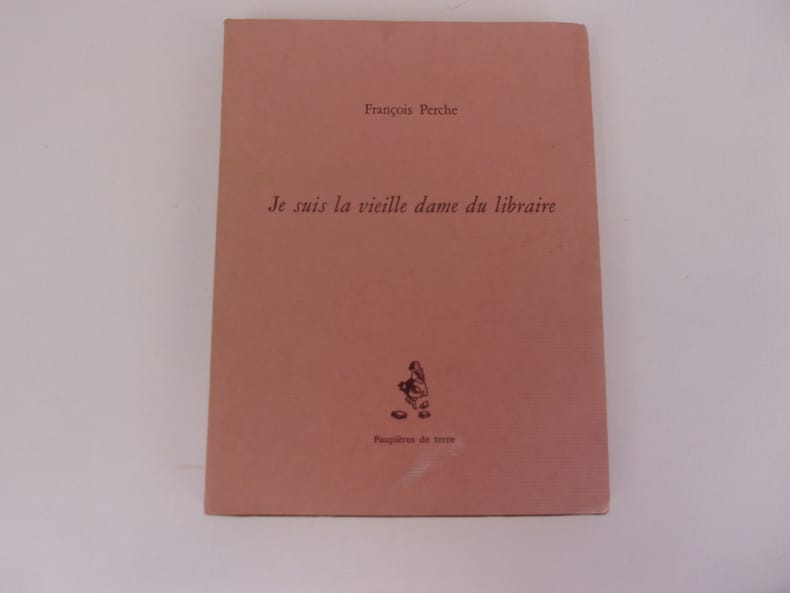 François Perche
Je suis la vieille dame du libraire
Paupières de terre